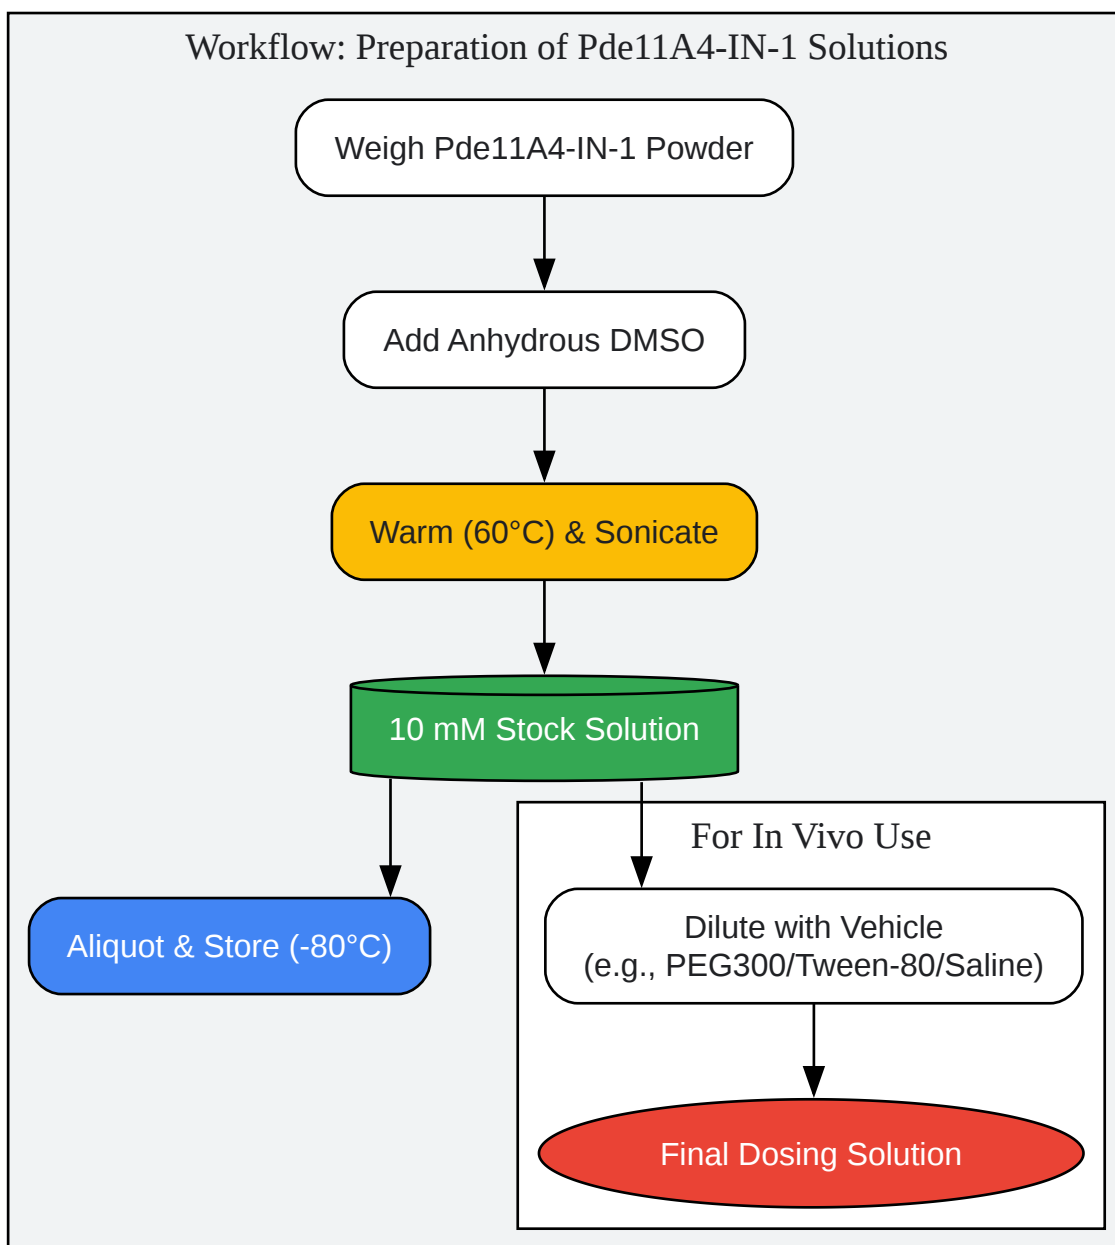 Workflow: Preparation of Pde11A4-IN-1 Solutions
Weigh Pde11A4-IN-1 Powder
Add Anhydrous DMSO
Warm (60°C) & Sonicate
10 mM Stock Solution
For In Vivo Use
Aliquot & Store (-80°C)
Dilute with Vehicle
(e.g., PEG300/Tween-80/Saline)
Final Dosing Solution